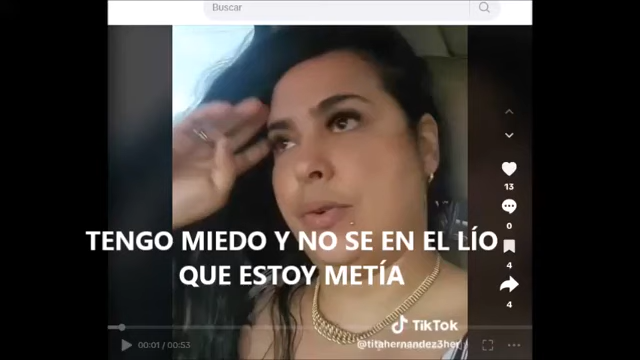 Buscar
13
0
TENGO MIEDO Y NO SE EN EL LÍO
QUE ESTOY METÍA
4
4
TikTok
@titahernandez3her
00:01 / 00:53